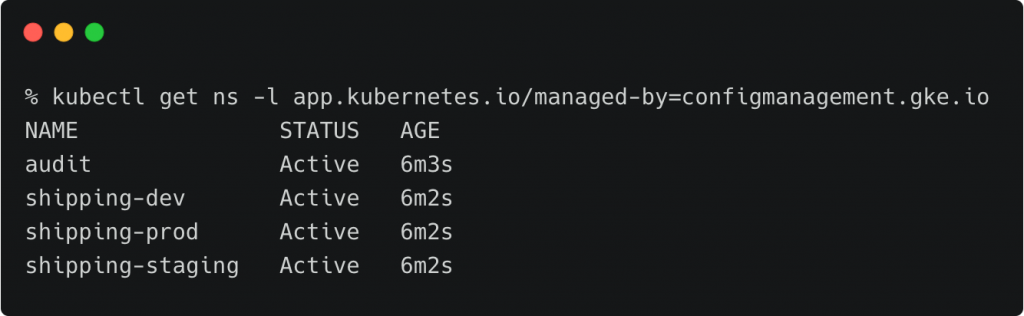 % kubectl get ns -l app.kubernetes.io/managed-by=configmanagement.gke.io
NAME               STATUS   AGE
audit              Active   6m3s
shipping-dev       Active   6m2s
shipping-prod      Active   6m2s
shipping-staging   Active   6m2s